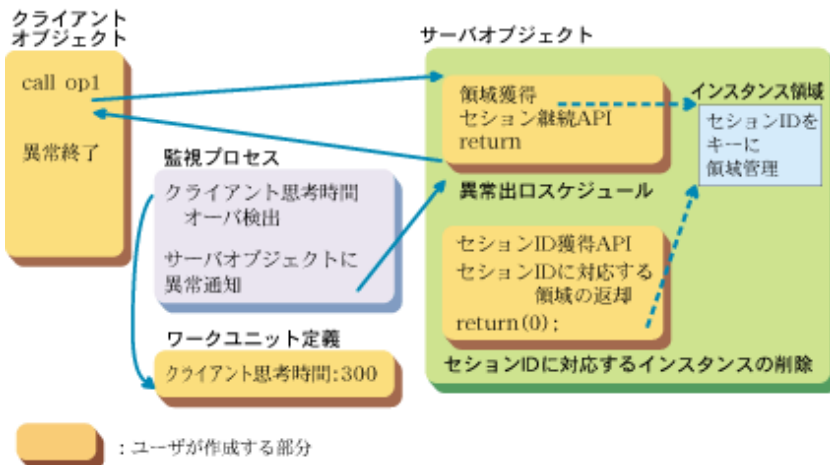 クライアント
オブジェクト
call op1
異常終了
監視プロセス
クライアント思考時間
オーバ検出
サーバオブジェクトに
異常通知
ワークユニット定義
クライアント思考時間:300
サーバオブジェクト
領域獲得
セション継続API
return
インスタンス領域
セションIDを
キーに
領域管理
異常出口スケジュール
セションID獲得API
セションIDに対応する
領域の返却
return(0);
セションIDに対応するインスタンスの削除
:ユーザが作成する部分